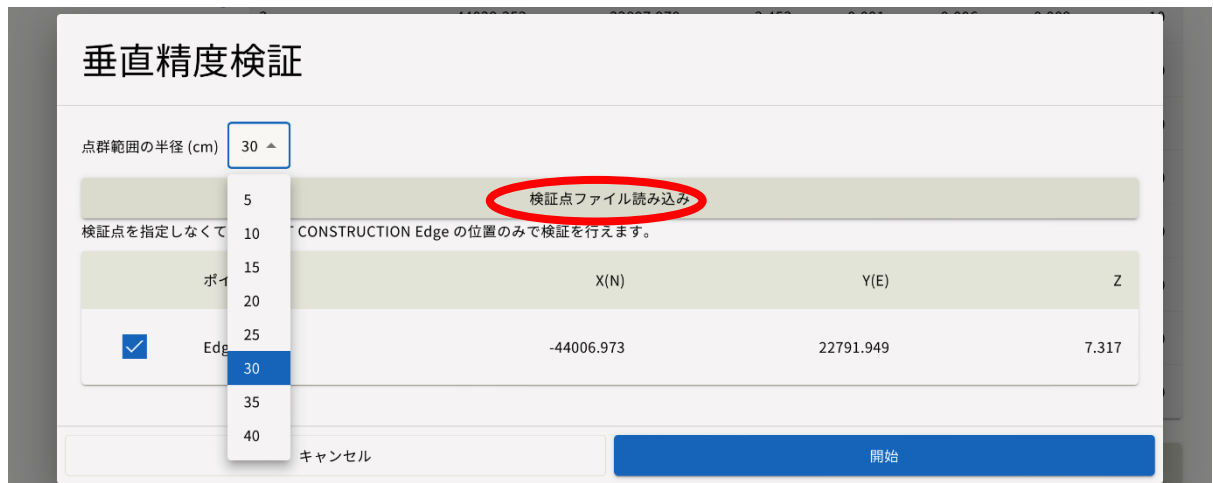 垂直精度検証
点群範囲の半径 (cm) 30
検証点ファイル読み込み
検証点を指定しなくて CONSTRUCTION Edge の位置のみで検証を行えます。
5
10
15
20
25
30
35
40
X(N) Y(E) Z
-44006.973 22791.949 7.317
キャンセル 開始